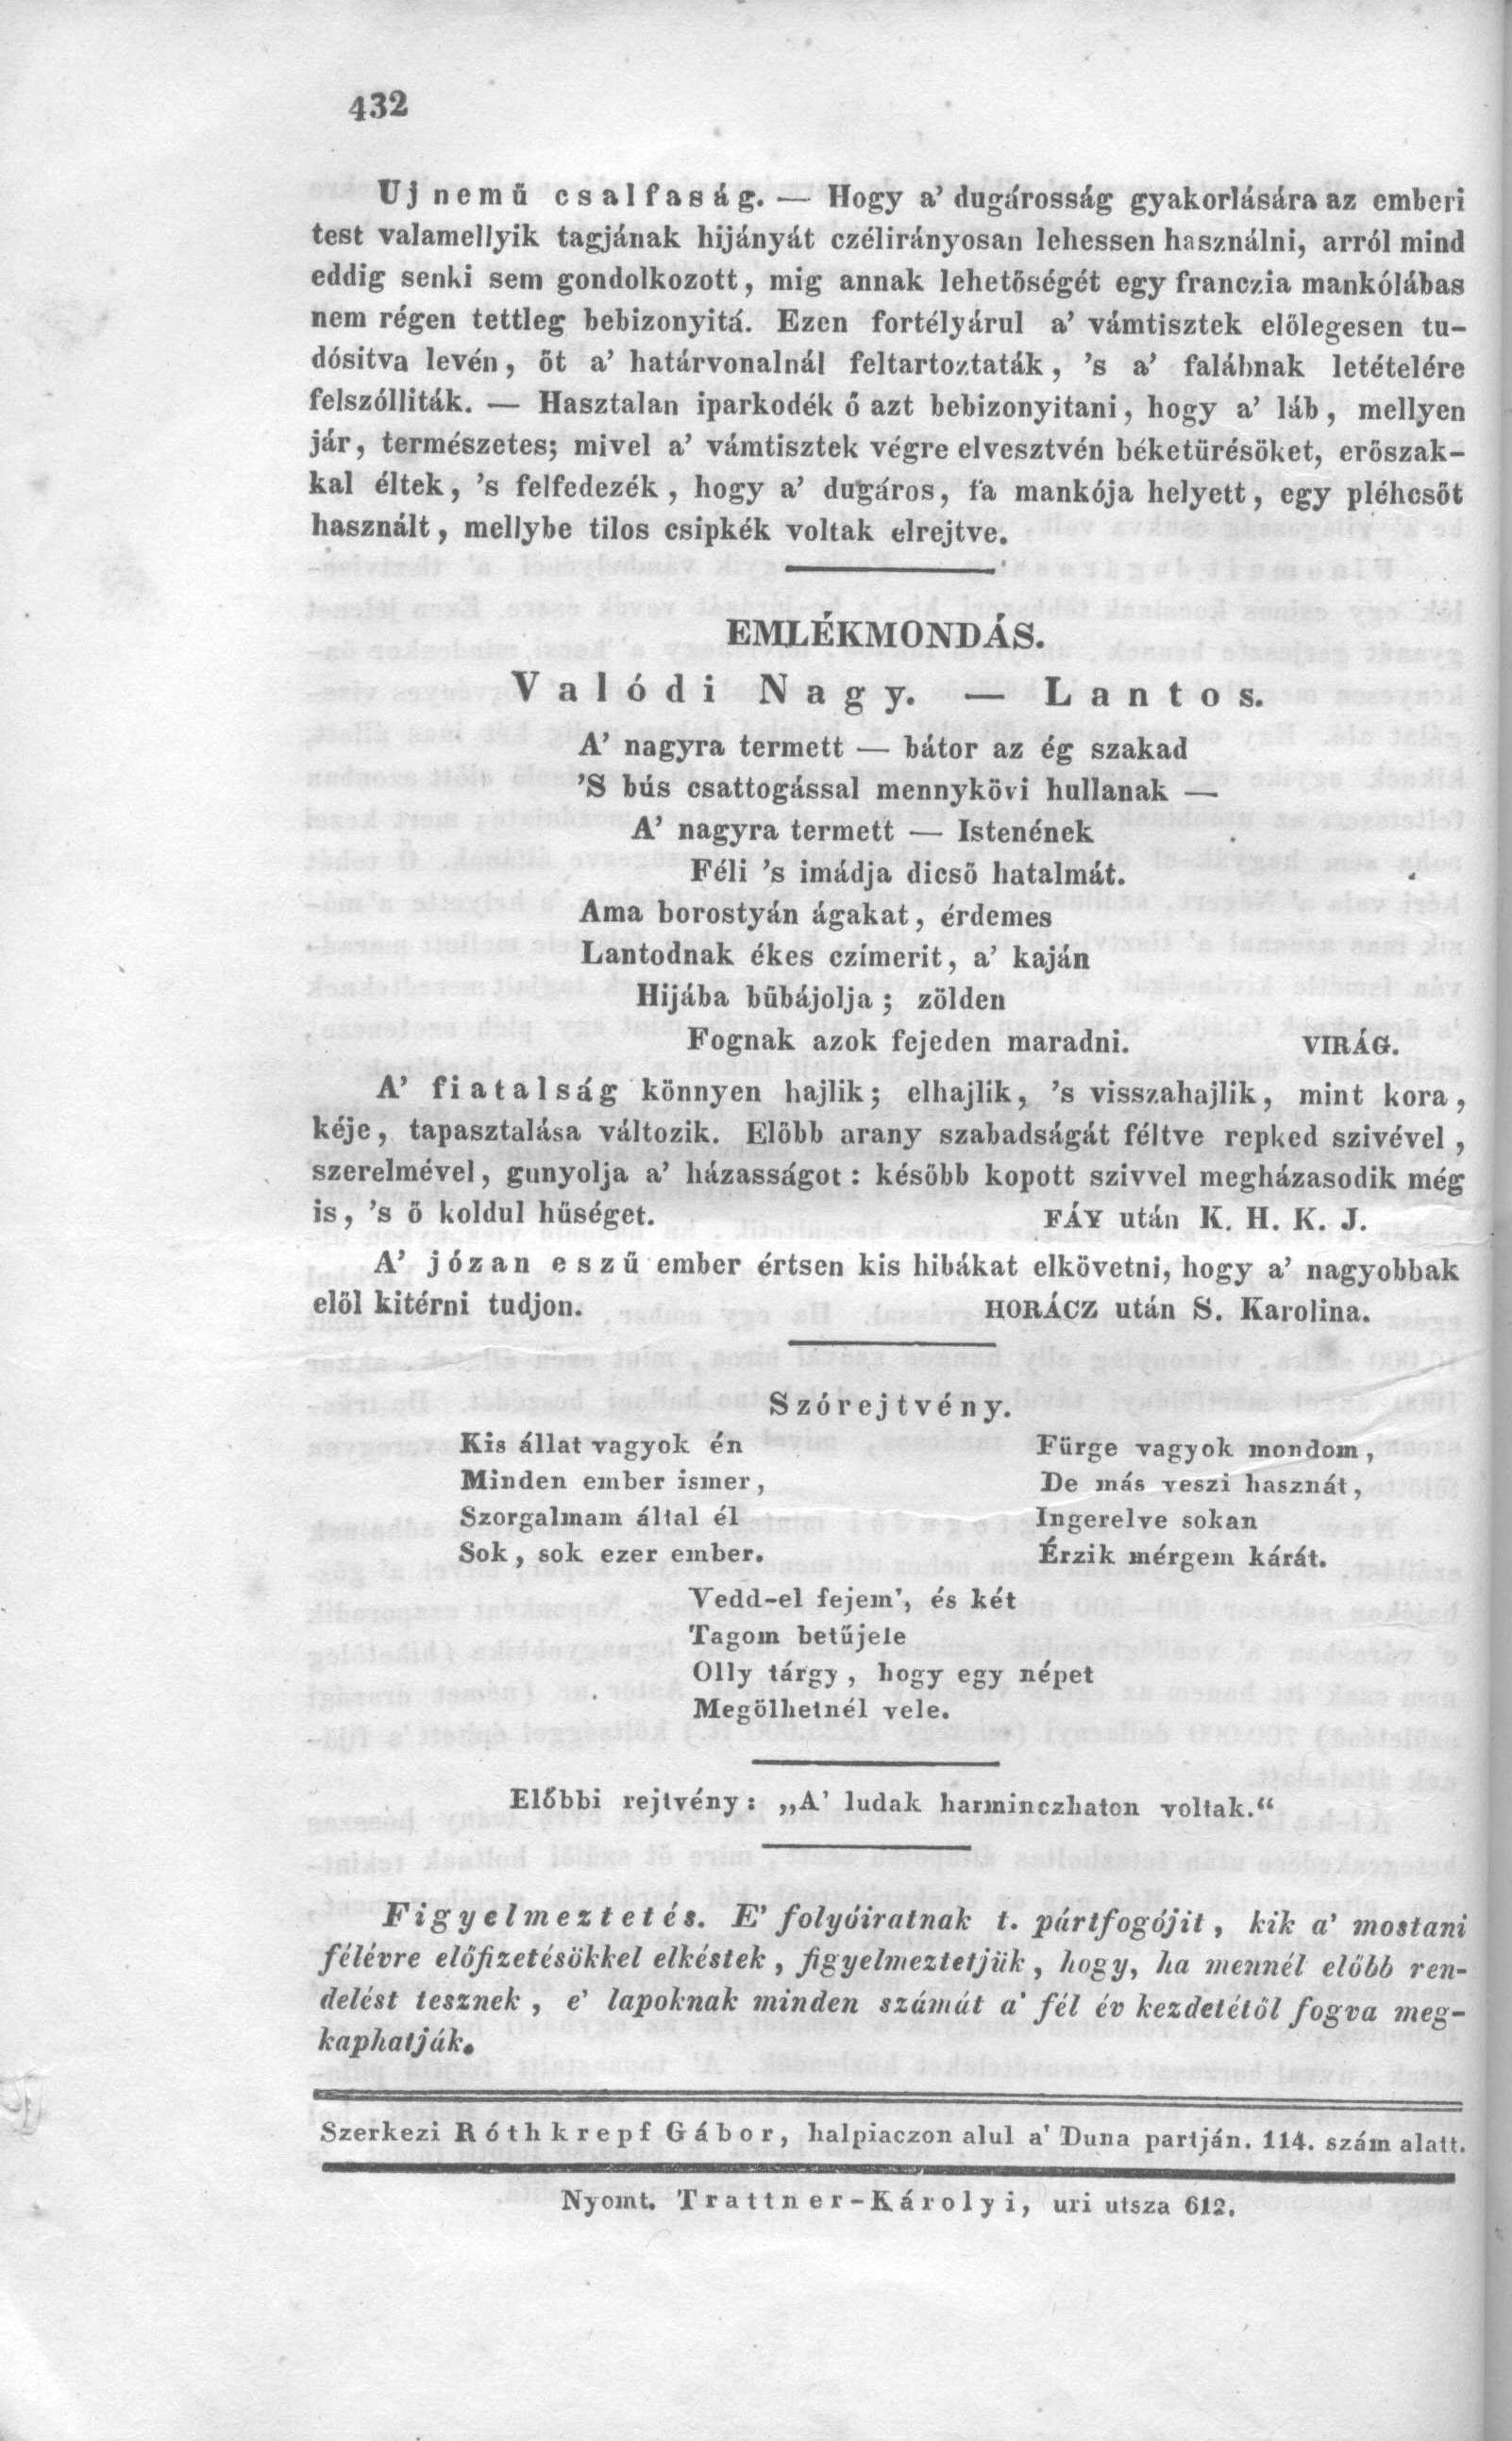 432
Uj nemű csalfaság. — Hogy a’ dugárosság gyakorlására az emberi
test valamellyik tagjának hijányát czélirányosan lehessen használni, arról mind
eddig senki sem gondolkozott, mig annak lehetőségét egy franczia mankólábas
nem régen tettleg bebizonyitá. Ezen fortélyárul a’ vámtisztek előlegesen tu-
dósitva levén, őt a’ határvonalnál feltartoztaták, ’s a’ falábnak letételére
felszólliták. — Hasztalan iparkodék ő azt bebizonyitani, hogy a’ láb, mellyen
jár, természetes; mivel a’ vámtisztek végre elvesztvén béketürésöket, erőszak-
kal éltek, ’s felfedezék, hogy a’ dugáros, fa mankója helyett, egy pléhcsőt
használt, mellybe tilos csipkék voltak elrejtve.
EMLÉKMONDÁS.
Valódi Nagy. — Lantos.
A’ nagyra termett — bátor az ég szakad
’S bús csattogással mennykövi hullanak —
A’ nagyra termett — Istenének
Féli ’s imádja dicső hatalmát.
Ama borostyán ágakat, érdemes
Lantodnak ékes czímerit, a’ kaján
Hijába bűbájolja; zölden
Fognak azok fejeden maradni. VIRÁG.
A’ fiatalság könnyen hajlik; elhajlik, ’s visszahajlik, mint kora,
kéje, tapasztalása változik. Előbb arany szabadságát féltve repked szivével,
szerelmével, gunyolja a’ házasságot: később kopott szivvel megházasodik még
is, ’s ő koldul hűséget. FÁY után K. H. K. J.
A’ józan eszű ember értsen kis hibákat elkövetni, hogy a’ nagyobbak
elől kitérni tudjon. HORÁCZ után S. Karolina.
Szórejtvény.
Kis állat vagyok én
Minden ember ismer,
Szorgalmam által él
Sok, sok ezer ember.
Fürge vagyok mondom,
De más veszi hasznát,
Ingerelve sokan
Érzik mérgem kárát.
Vedd-el fejem’, és két
Tagom betűjele
Olly tárgy, hogy egy népet
Megölhetnél vele.
Előbbi rejtvény: „A’ ludak harminczhaton voltak.“
Figyelmeztetés. E’ folyóiratnak t. pártfogójit, kik a’ mostani
félévre előfizetésökkel elkéstek, figyelmeztetjük, hogy, ha mennél előbb ren-
delést tesznek, e’ lapoknak minden számát a’ fél év kezdetétől fogva meg-
kaphatják.
Szerkezi Róthkrepf Gábor, halpiaczon alul a’ Duna partján. 114. szám alatt.
Nyomt. Trattner-Károlyi, uri utsza 612.